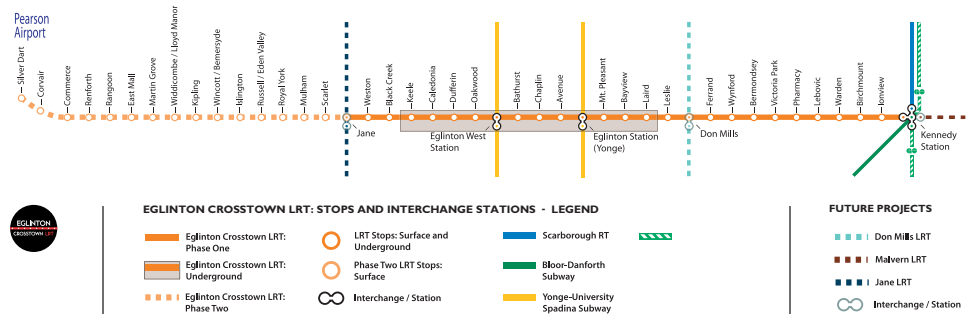 Pearson
Airport
Silver Dart
Convair
Commerce
Renforth
Rangoon
East Mall
Martin Grove
Widdicombe / Lloyd Manor
Kipling
Wincott / Bemersyde
Islington
Russell / Eden Valley
Royal York
Mulham
Scarlet
Jane
Weston
Black Creek
Keele
Caledonia
Dufferin
Oakwood
Eglinton West
Station
Bathurst
Chaplin
Avenue
Eglinton Station
(Yonge)
Mt. Pleasant
Bayview
Laird
Leslie
Don Mills
Ferrand
Wynford
Bermondsey
Victoria Park
Pharmacy
Lebovic
Warden
Birchmount
Ionview
Kennedy
Station
EGLINTON
CROSSTOWN LRT
EGLINTON CROSSTOWN LRT: STOPS AND INTERCHANGE STATIONS - LEGEND
Eglinton Crosstown LRT:
Phase One
Eglinton Crosstown LRT:
Underground
Eglinton Crosstown LRT:
Phase Two
LRT Stops: Surface and
Underground
Phase Two LRT Stops:
Surface
Interchange / Station
Scarborough RT
Bloor-Danforth
Subway
Yonge-University
Spadina Subway
FUTURE PROJECTS
Don Mills LRT
Malvern LRT
Jane LRT
Interchange / Station